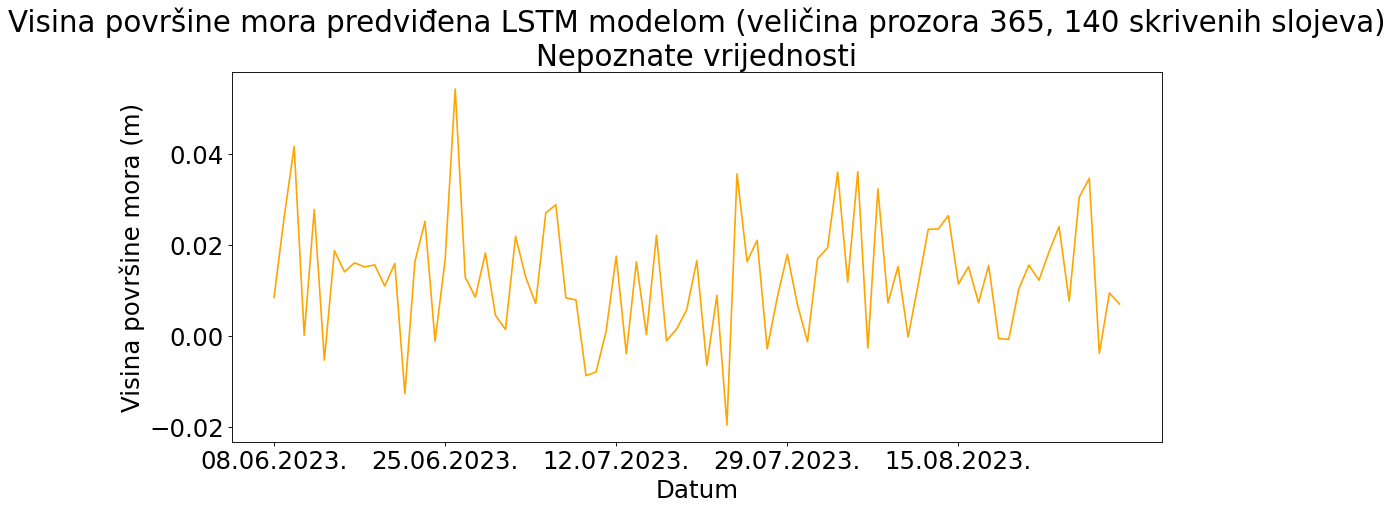 Visina površine mora predviđena LSTM modelom (veličina prozora 365, 140 skrivenih slojeva)
Nepoznate vrijednosti
Visina površine mora (m)
0.04
0.02
0.00
−0.02
08.06.2023. 25.06.2023. 12.07.2023. 29.07.2023. 15.08.2023.
Datum